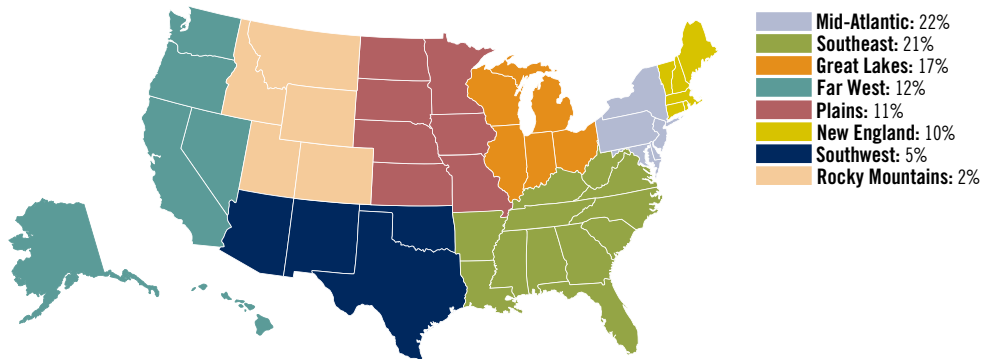 Mid-Atlantic: 22%
Southeast: 21%
Great Lakes: 17%
Far West: 12%
Plains: 11%
New England: 10%
Southwest: 5%
Rocky Mountains: 2%